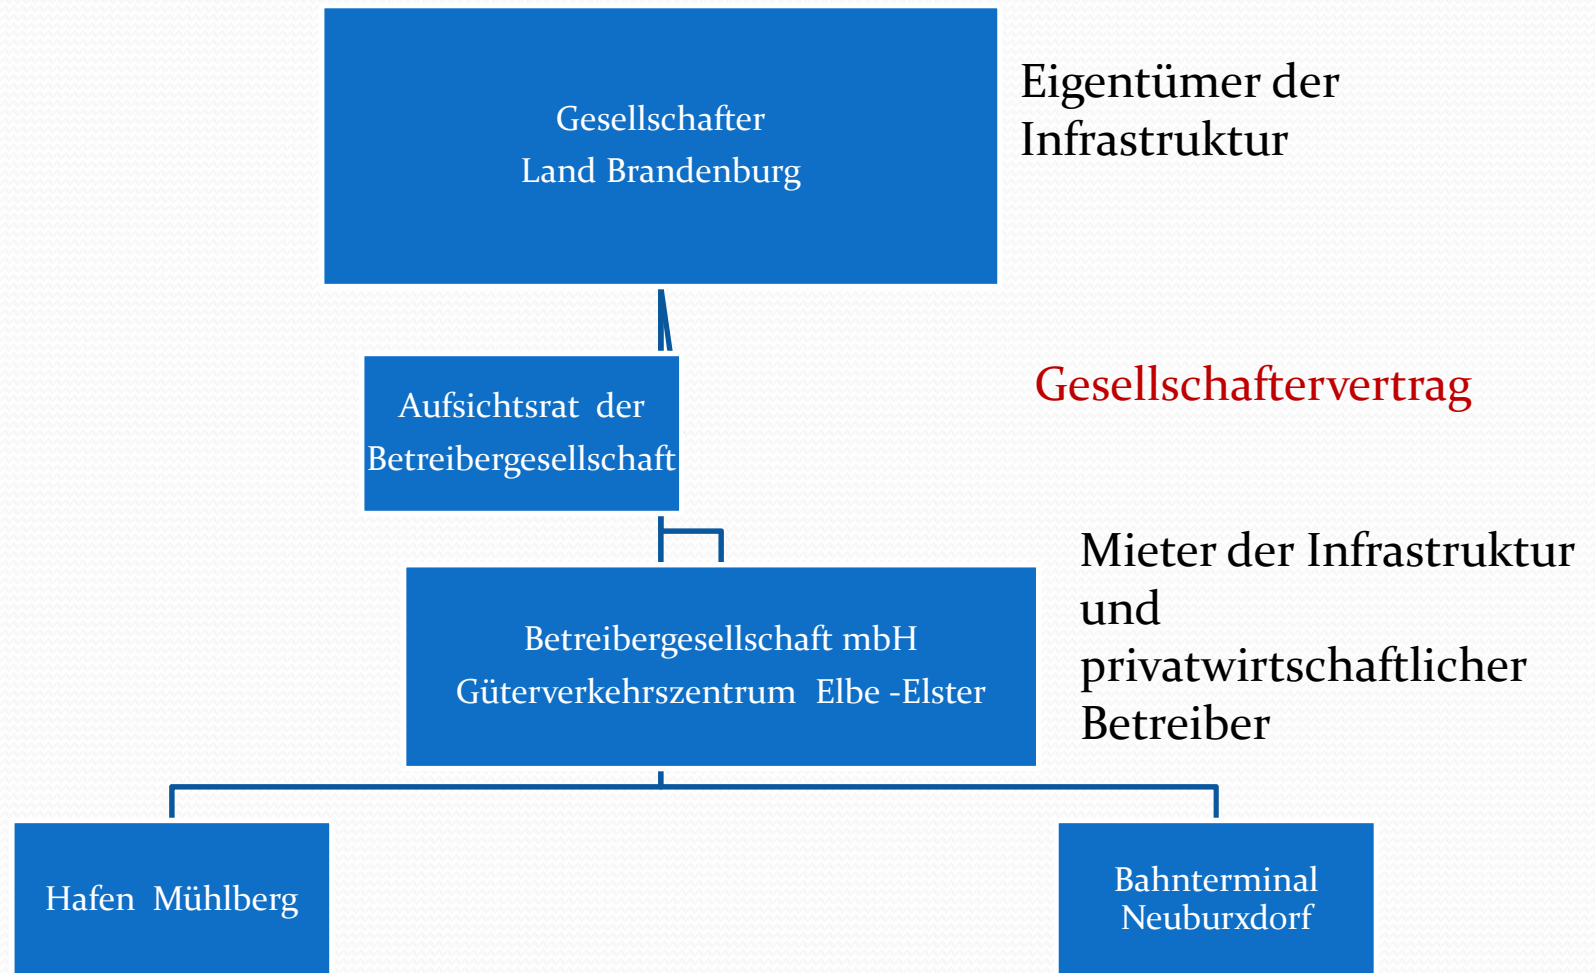 Gesellschafter
Land Brandenburg
Eigentümer der
Infrastruktur
Aufsichtsrat der
Betreibergesellschaft
Gesellschaftervertrag
Betreibergesellschaft mbH
Güterverkehrszentrum Elbe -Elster
Mieter der Infrastruktur
und
privatwirtschaftlicher
Betreiber
Hafen Mühlberg
Bahnterminal
Neuburxdorf